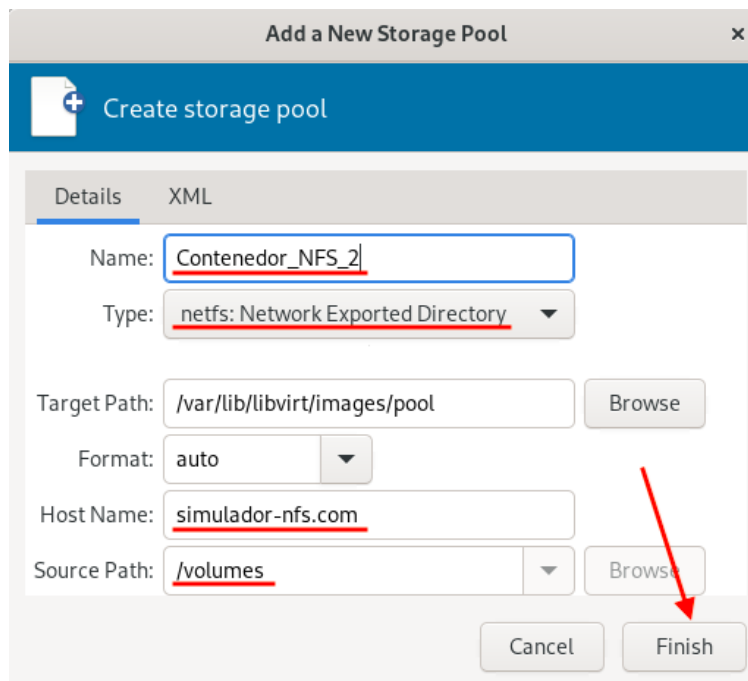 Add a New Storage Pool ×
Create storage pool
Details XML
Name: Contenedor_NFS_2
Type: netfs: Network Exported Directory
Target Path: /var/lib/libvirt/images/pool Browse
Format: auto
Host Name: simulador-nfs.com
Source Path: /volumes Browse
Cancel Finish